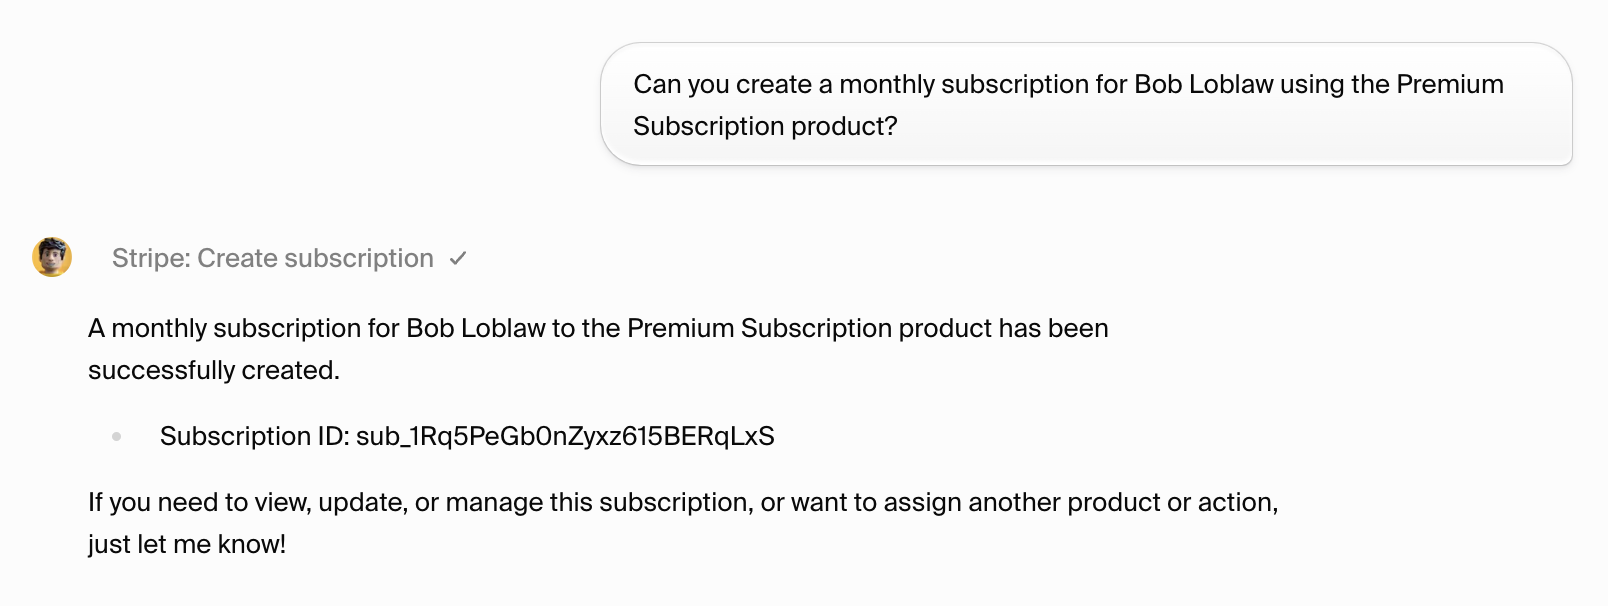 Can you create a monthly subscription for Bob Loblaw using the Premium
Subscription product?
Stripe: Create subscription
A monthly subscription for Bob Loblaw to the Premium Subscription product has been
successfully created.
Subscription ID: sub_1Rq5PeGb0nZyxz615BERqLxS
If you need to view, update, or manage this subscription, or want to assign another product or action,
just let me know!